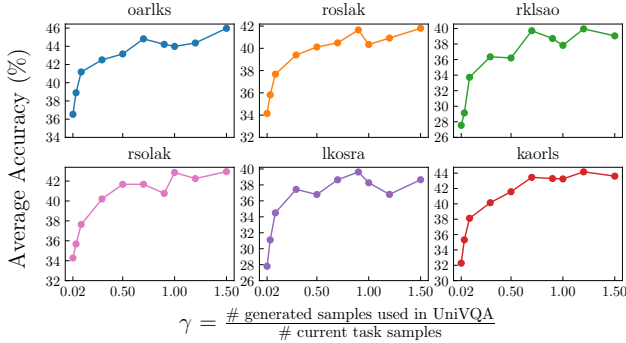 oarlks roslak rklsao
46 44 42 40 38 36 34
42 40 38 36 34 32
40 38 36 34 32 30 28 26
rsolak lkosra kaorls
42 40 38 36 34 32
40 38 36 34 32 30 28 26
44 42 40 38 36 34 32 30
0.02 0.50 1.00 1.50 0.02 0.50 1.00 1.50 0.02 0.50 1.00 1.50
Average Accuracy (%)
γ = # generated samples used in UniVQA
# current task samples